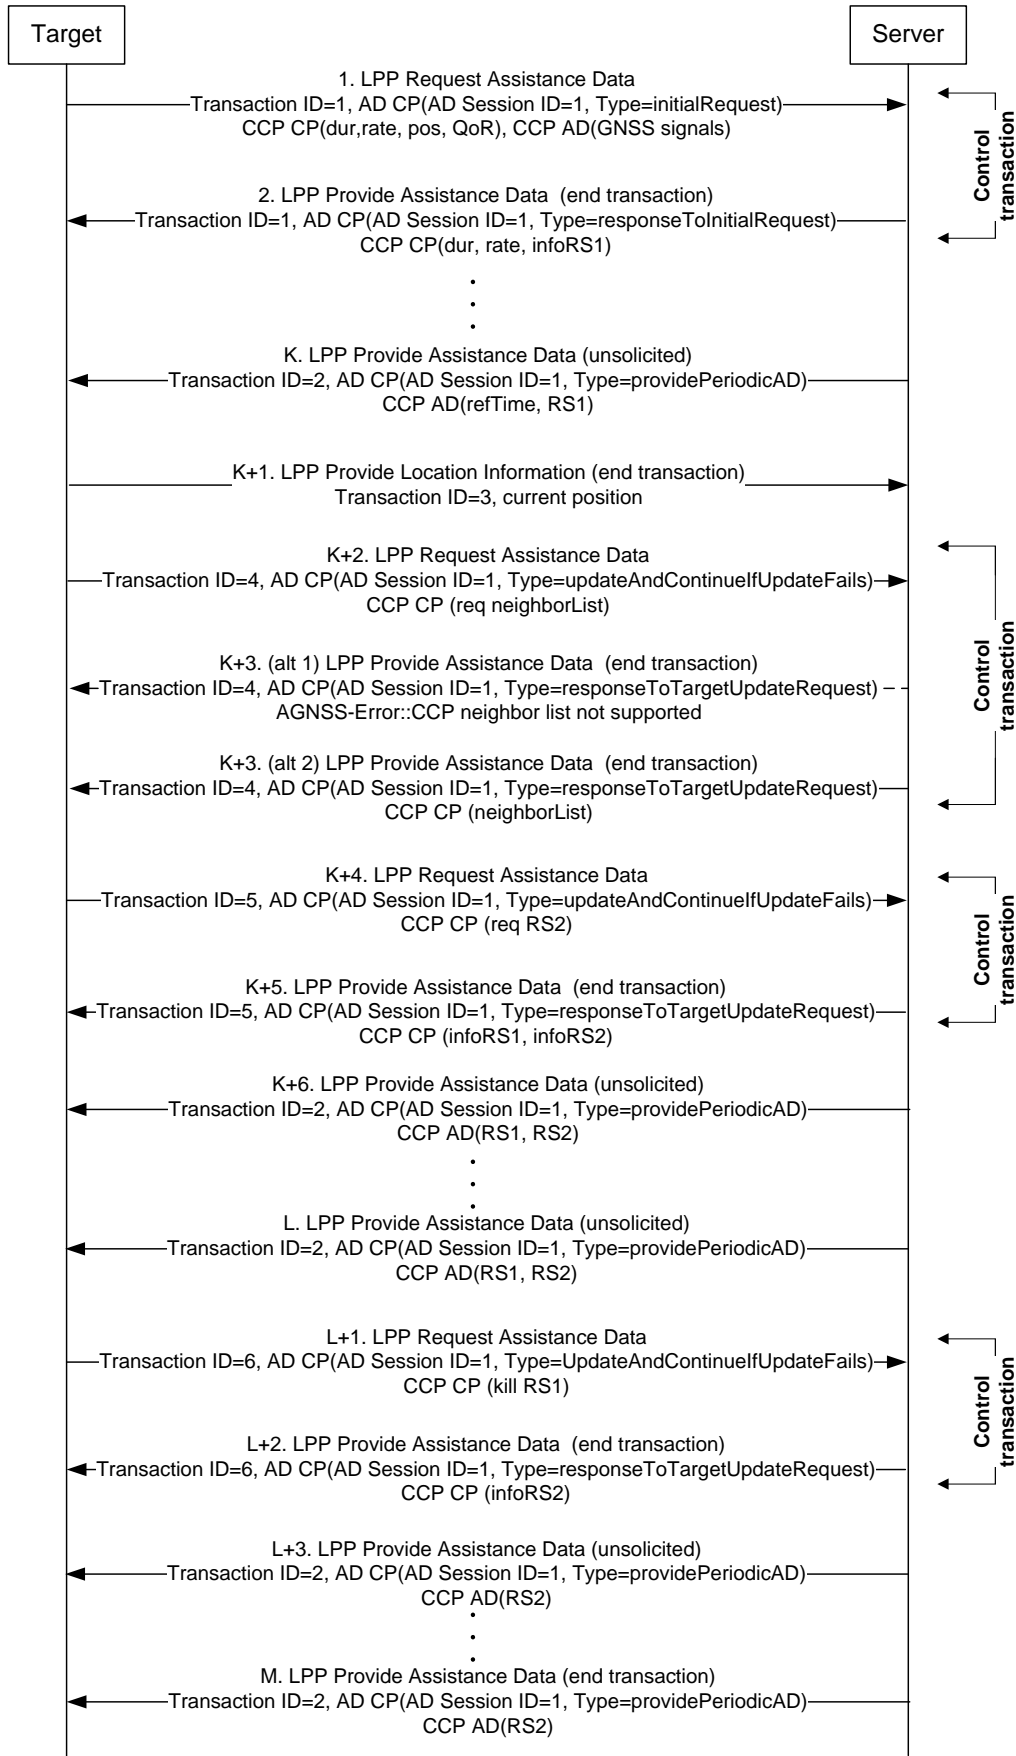 Target
Server
1. LPP Request Assistance Data
Transaction ID=1, AD CP(AD Session ID=1, Type=initialRequest)
CCP CP(dur,rate, pos, QoR), CCP AD(GNSS signals)
Control
transaction
2. LPP Provide Assistance Data  (end transaction)
Transaction ID=1, AD CP(AD Session ID=1, Type=responseToInitialRequest)
CCP CP(dur, rate, infoRS1)
K. LPP Provide Assistance Data (unsolicited)
Transaction ID=2, AD CP(AD Session ID=1, Type=providePeriodicAD)
CCP AD(refTime, RS1)
K+1. LPP Provide Location Information (end transaction)
Transaction ID=3, current position
K+2. LPP Request Assistance Data
Transaction ID=4, AD CP(AD Session ID=1, Type=updateAndContinueIfUpdateFails)
CCP CP (req neighborList)
Control
transaction
K+3. (alt 1) LPP Provide Assistance Data  (end transaction)
Transaction ID=4, AD CP(AD Session ID=1, Type=responseToTargetUpdateRequest)
AGNSS-Error::CCP neighbor list not supported
K+3. (alt 2) LPP Provide Assistance Data  (end transaction)
Transaction ID=4, AD CP(AD Session ID=1, Type=responseToTargetUpdateRequest)
CCP CP (neighborList)
K+4. LPP Request Assistance Data
Transaction ID=5, AD CP(AD Session ID=1, Type=updateAndContinueIfUpdateFails)
CCP CP (req RS2)
Control
transaction
K+5. LPP Provide Assistance Data  (end transaction)
Transaction ID=5, AD CP(AD Session ID=1, Type=responseToTargetUpdateRequest)
CCP CP (infoRS1, infoRS2)
K+6. LPP Provide Assistance Data (unsolicited)
Transaction ID=2, AD CP(AD Session ID=1, Type=providePeriodicAD)
CCP AD(RS1, RS2)
L. LPP Provide Assistance Data (unsolicited)
Transaction ID=2, AD CP(AD Session ID=1, Type=providePeriodicAD)
CCP AD(RS1, RS2)
L+1. LPP Request Assistance Data
Transaction ID=6, AD CP(AD Session ID=1, Type=UpdateAndContinueIfUpdateFails)
CCP CP (kill RS1)
Control
transaction
L+2. LPP Provide Assistance Data  (end transaction)
Transaction ID=6, AD CP(AD Session ID=1, Type=responseToTargetUpdateRequest)
CCP CP (infoRS2)
L+3. LPP Provide Assistance Data (unsolicited)
Transaction ID=2, AD CP(AD Session ID=1, Type=providePeriodicAD)
CCP AD(RS2)
M. LPP Provide Assistance Data (end transaction)
Transaction ID=2, AD CP(AD Session ID=1, Type=providePeriodicAD)
CCP AD(RS2)